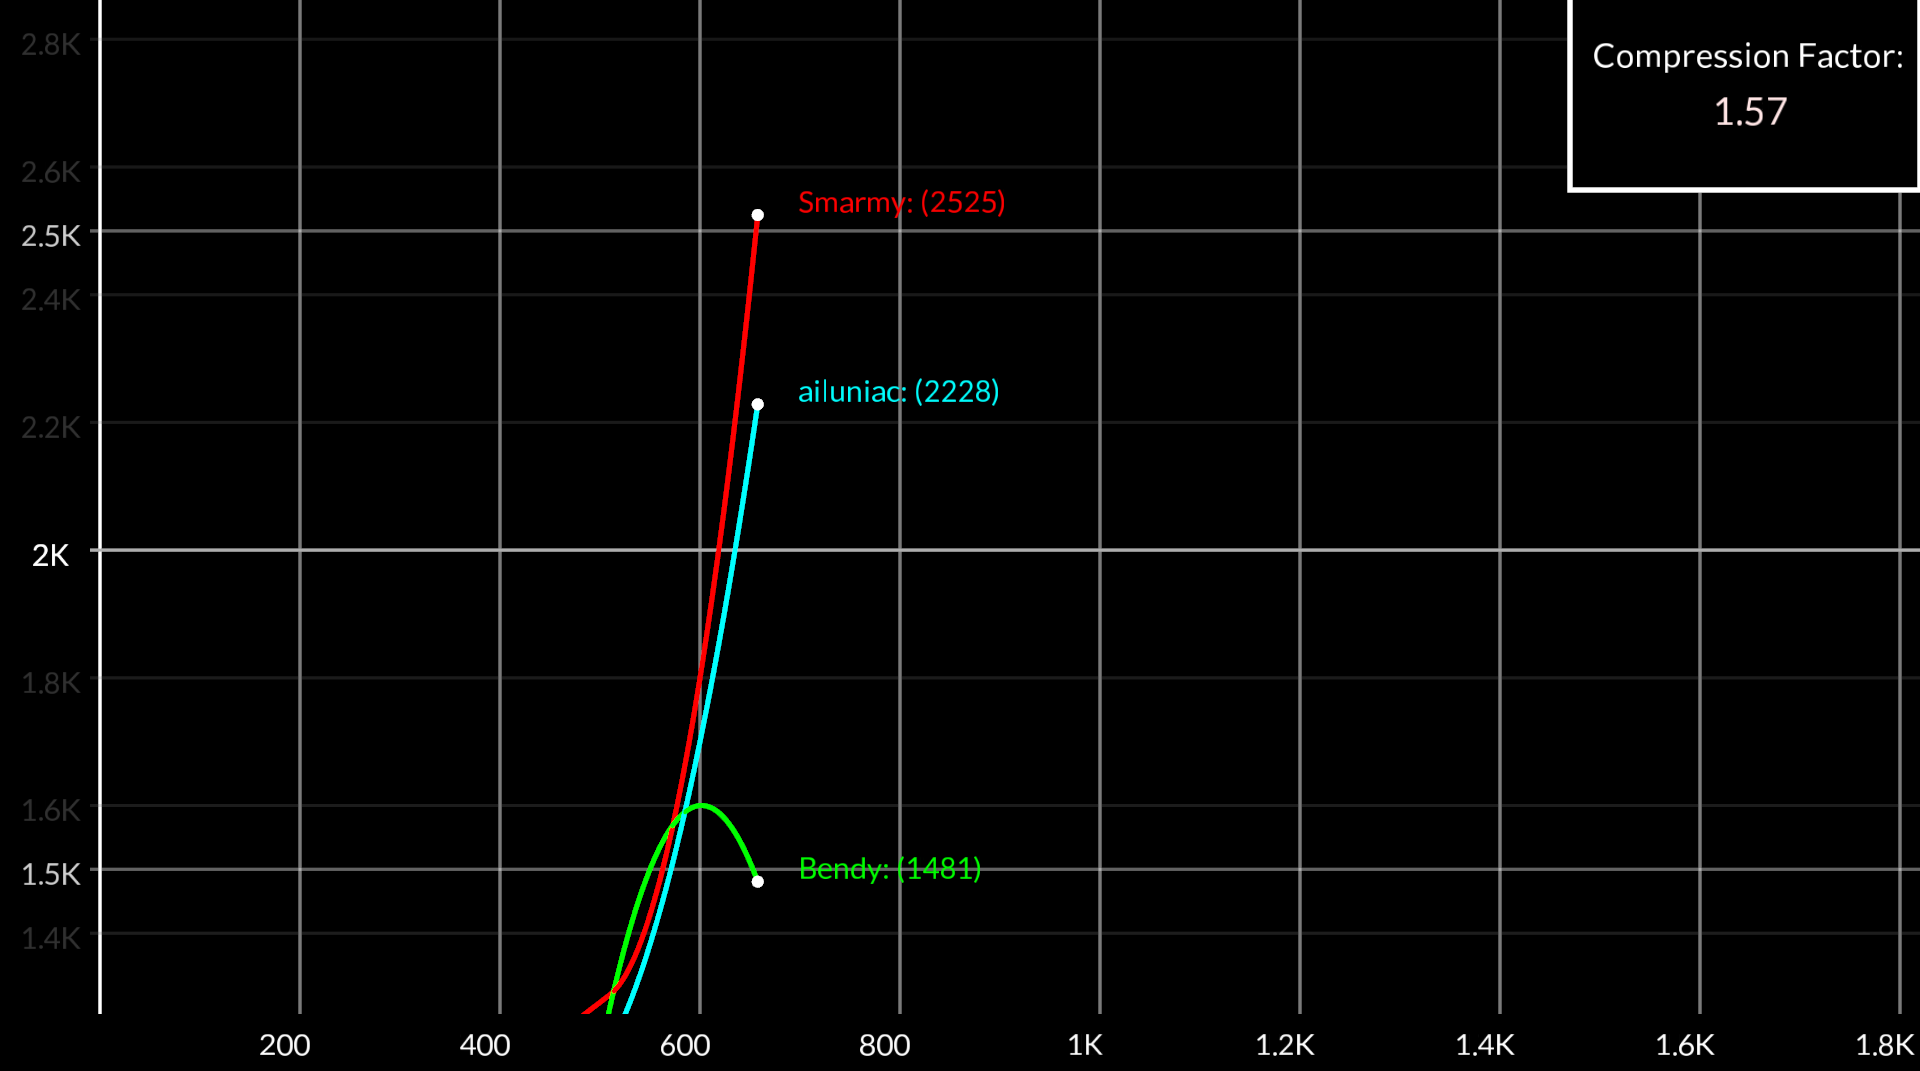 2.8K
Compression Factor:
1.57
2.6K
Smarmy: (2525)
2.5K
2.4K
ailuniac: (2228)
2.2K
2K
1.8K
1.6K
1.5K
Bendy: (1481)
1.4K
200 400 600 800 1K 1.2K 1.4K 1.6K 1.8K